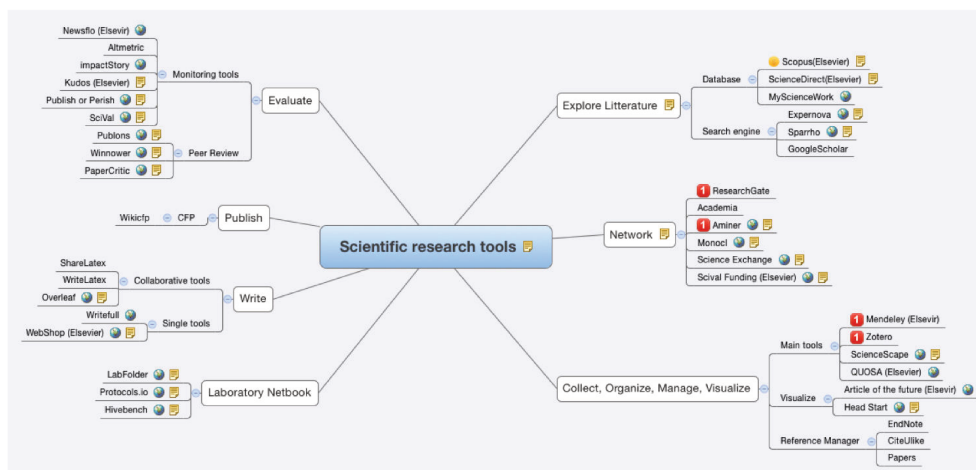 Newsflo (Elsevir)
Altmetric
impactStory
Kudos (Elsevier)
Publish or Perish
SciVal
Monitoring tools
Publons
Winnower
PaperCritic
Peer Review
Evaluate
Wikicfp
CFP
Publish
ShareLatex
WriteLatex
Overleaf
Collaborative tools
Writefull
WebShop (Elsevier)
Single tools
Write
LabFolder
Protocols.io
Hivebench
Laboratory Netbook
Scientific research tools
Explore Litterature
Database
Scopus(Elsevier)
ScienceDirect(Elsevier)
MyScienceWork
Search engine
Expernova
Sparrho
GoogleScholar
Network
1 ResearchGate
Academia
1 Aminer
Monocl
Science Exchange
Scival Funding (Elsevier)
Collect, Organize, Manage, Visualize
Main tools
1 Mendeley (Elsevir)
1 Zotero
ScienceScape
QUOSA (Elsevier)
Visualize
Article of the future (Elsevir)
Head Start
Reference Manager
EndNote
CiteUlike
Papers